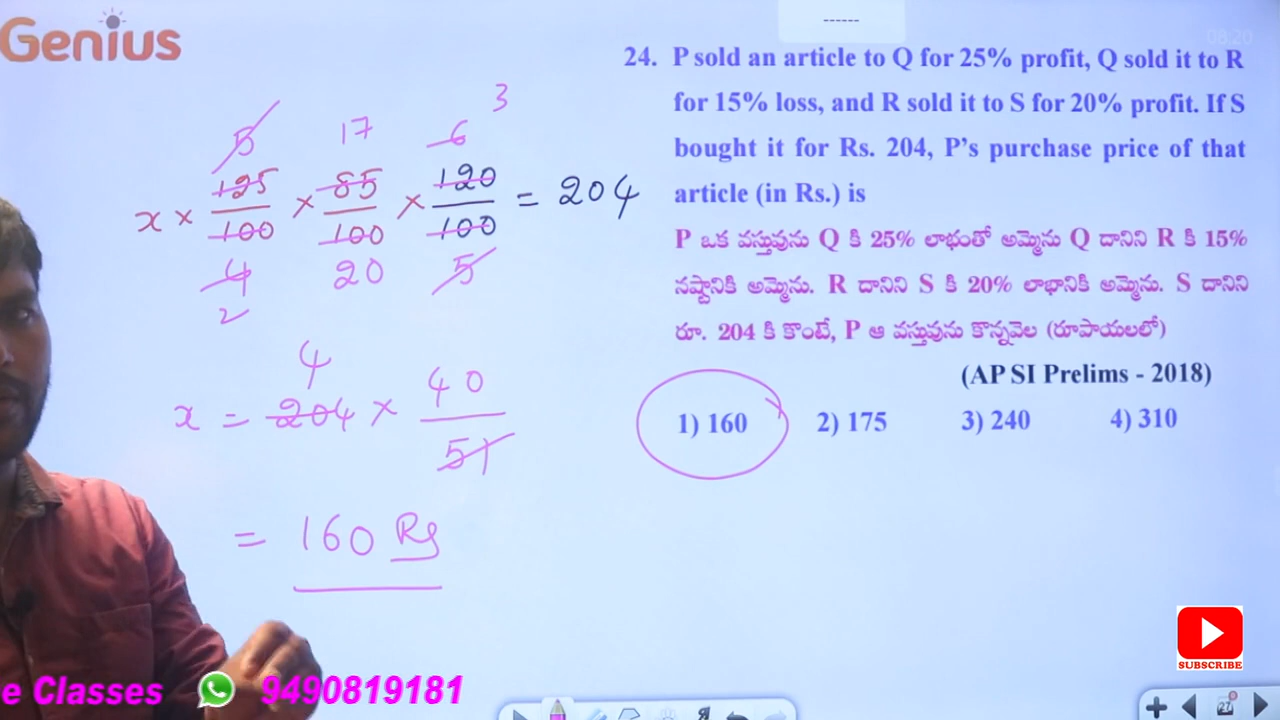 Genius
------
08:20
24. P sold an article to Q for 25% profit, Q sold it to R
for 15% loss, and R sold it to S for 20% profit. If S
bought it for Rs. 204, P's purchase price of that
article (in Rs.) is
P ఒక వస్తువును Q కి 25% లాభంతో అమ్మెను Q దానిని R కి 15%
నష్టానికి అమ్మెను. R దానిని S కి 20% లాభానికి అమ్మెను. S దానిని
రూ. 204 కి కొంటే, P ఆ వస్తువును కొన్నవెల (రూపాయలలో)
(AP SI Prelims - 2018)
1) 160 2) 175 3) 240 4) 310
3
5 17 6
x × 125/100 × 85/100 × 120/100 = 204
4 20 5
2
4
x = 204 × 40/51
= 160 Rs
SUBSCRIBE
e Classes 9490819181
27